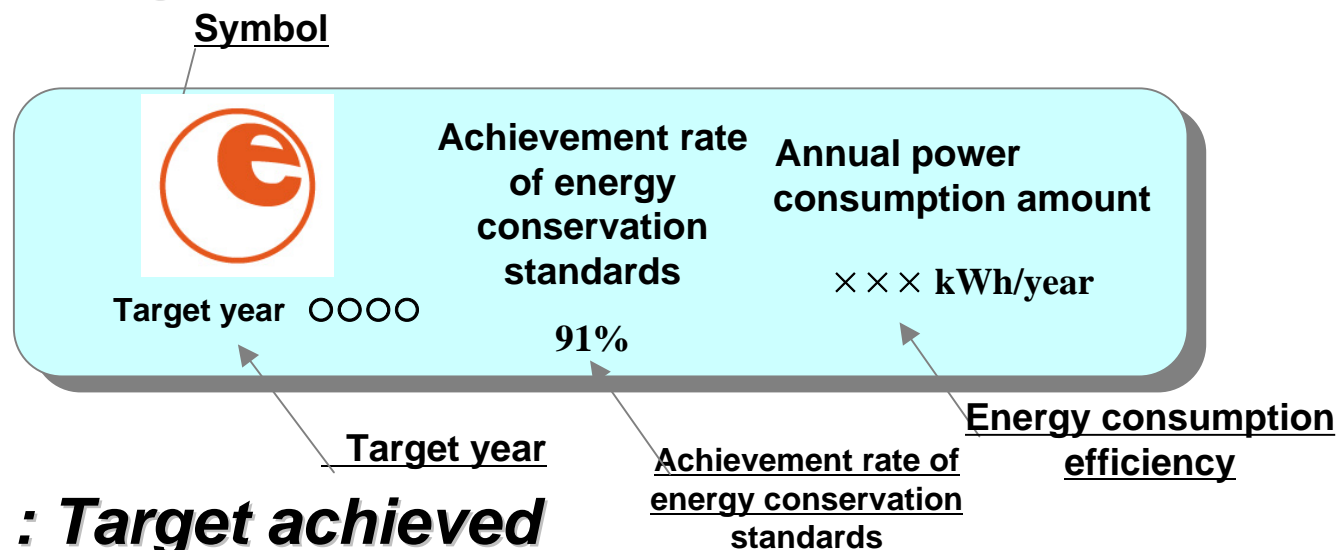 Symbol
e
Achievement rate
of energy
conservation
standards
91%
Annual power
consumption amount
××× kWh/year
Target year ○○○○
Target year
Achievement rate of
energy conservation
standards
Energy consumption
efficiency
: Target achieved